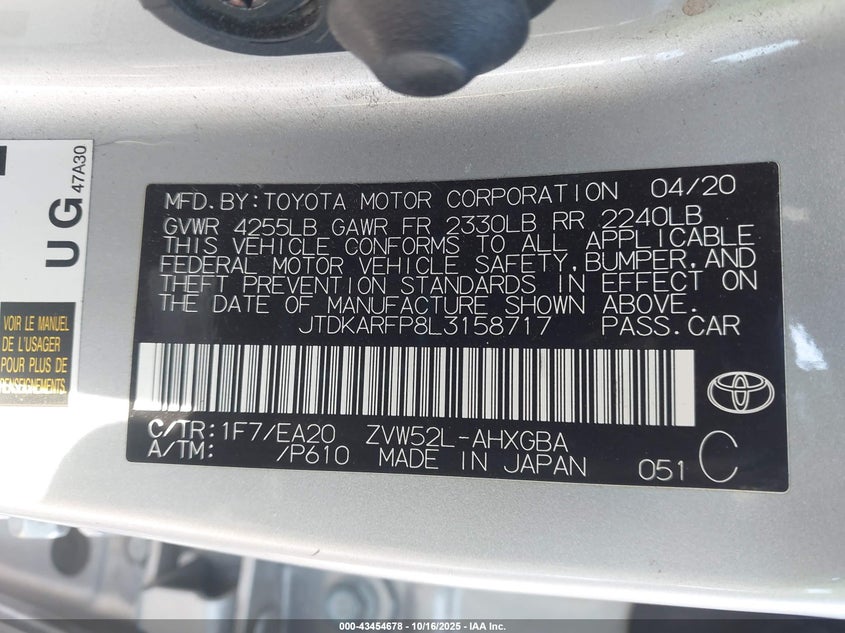 UG
47A30
VOIR LE MANUEL
DE L'USAGER
POUR PLUS DE
RENSEIGNEMENTS
MFD.BY:TOYOTA MOTOR CORPORATION 04/20
GVWR 4255LB GAWR FR 2330LB RR 2240LB
THIS VEHICLE CONFORMS TO ALL APPLICABLE
FEDERAL MOTOR VEHICLE SAFETY,BUMPER,AND
THEFT PREVENTION STANDARDS IN EFFECT ON
THE DATE OF MANUFACTURE SHOWN ABOVE.
JTDKARFP8L3158717 PASS.CAR
C/TR:1F7/EA20 ZVW52L-AHXGBA
A/TM: /P610 MADE IN JAPAN 051 C
000-43454678 - 10/16/2025 - IAA Inc.